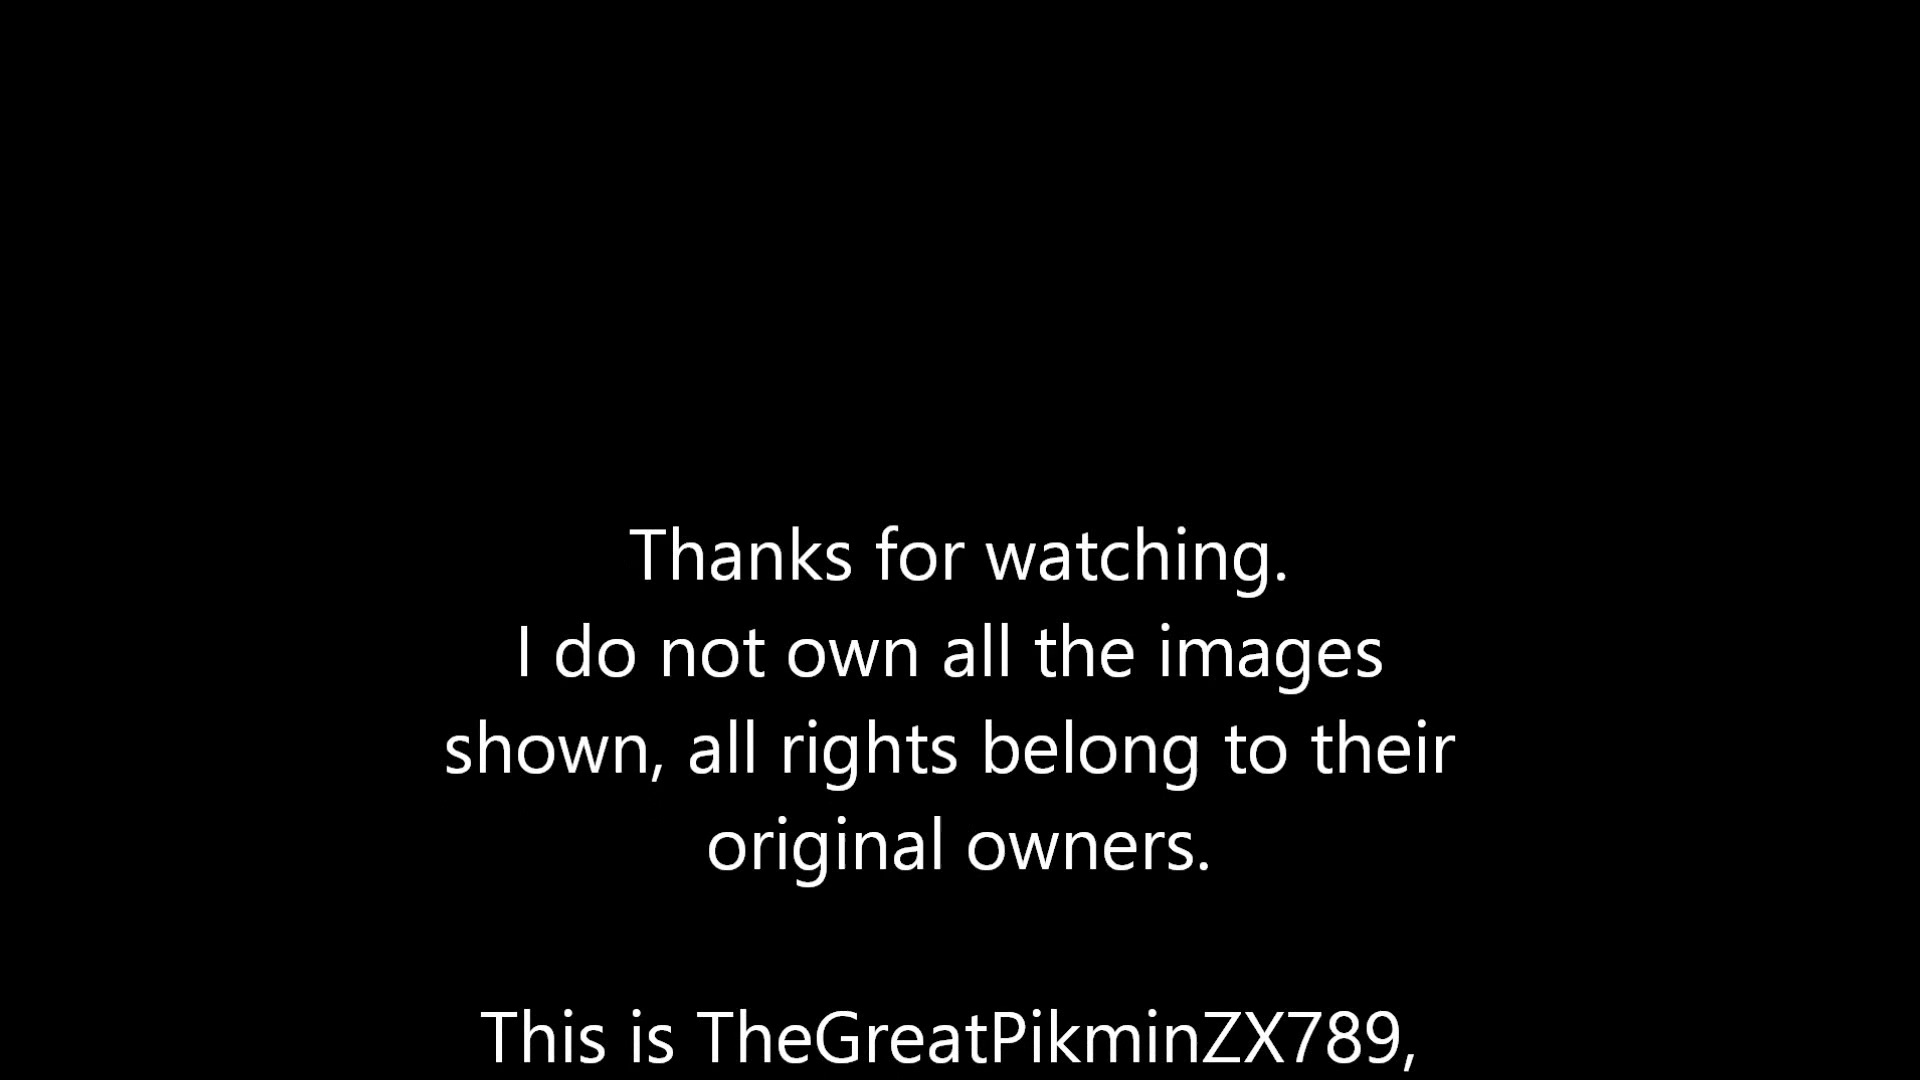 Thanks for watching.
I do not own all the images
shown, all rights belong to their
original owners.
This is TheGreatPikminZX789,